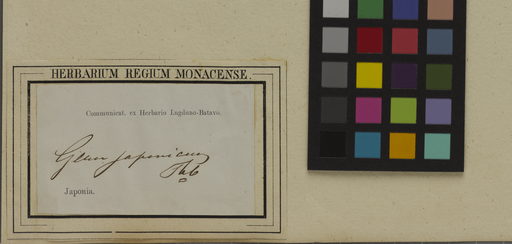 HERBARIUM REGIUM MONACENSE.
Communicat. ex Herbario Lugduno-Batavo.
Geum japonicum
Thb
Japonia.